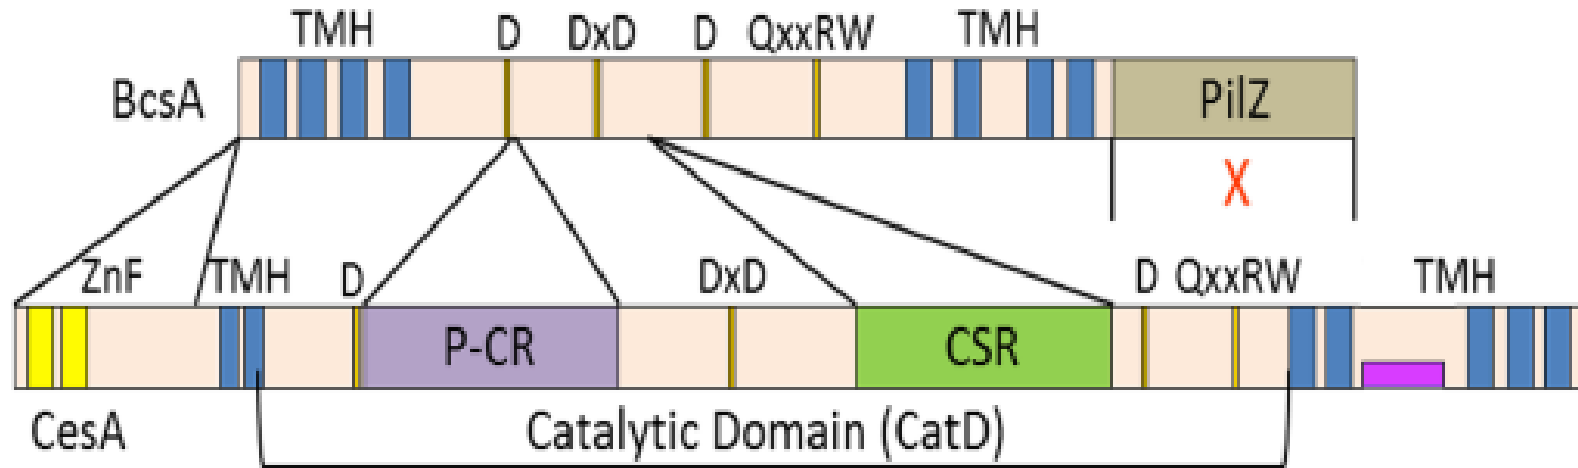 TMH D DxD D QxxRW TMH
BcsA PilZ
X
ZnF TMH D DxD D QxxRW TMH
P-CR CSR
CesA Catalytic Domain (CatD)